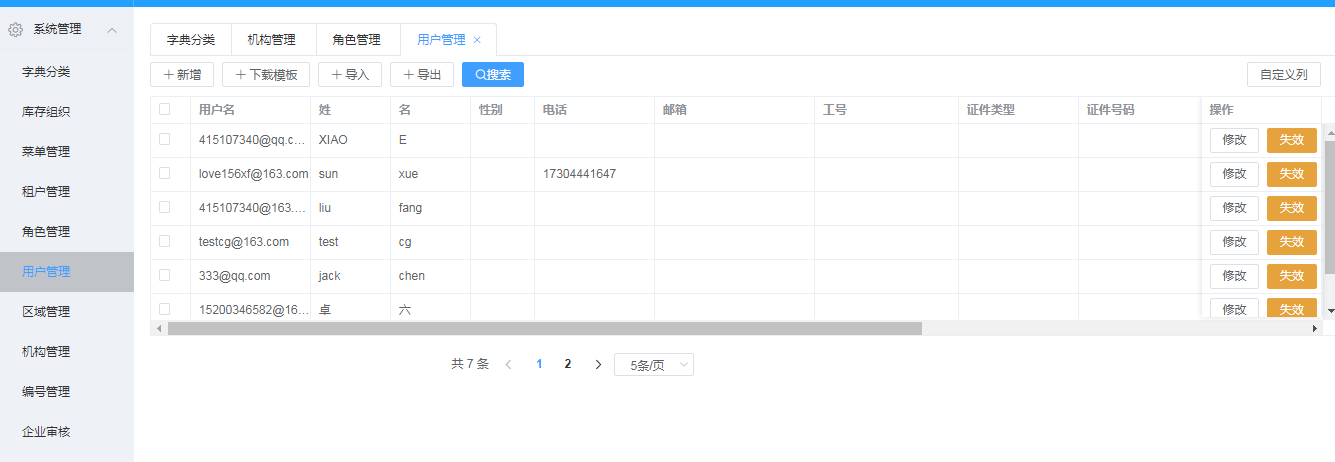 系统管理
字典分类
库存组织
菜单管理
租户管理
角色管理
用户管理
区域管理
机构管理
编号管理
企业审核
字典分类 机构管理 角色管理 用户管理
新增 下载模板 导入 导出 搜索 自定义列
用户名 姓 名 性别 电话 邮箱 工号 证件类型 证件号码 操作
415107340@qq.c... XIAO E 修改 失效
love156xf@163.com sun xue 17304441647 修改 失效
415107340@163.... liu fang 修改 失效
testcg@163.com test cg 修改 失效
333@qq.com jack chen 修改 失效
15200346582@16... 卓 六 修改 失效
共 7 条 1 2 5条/页